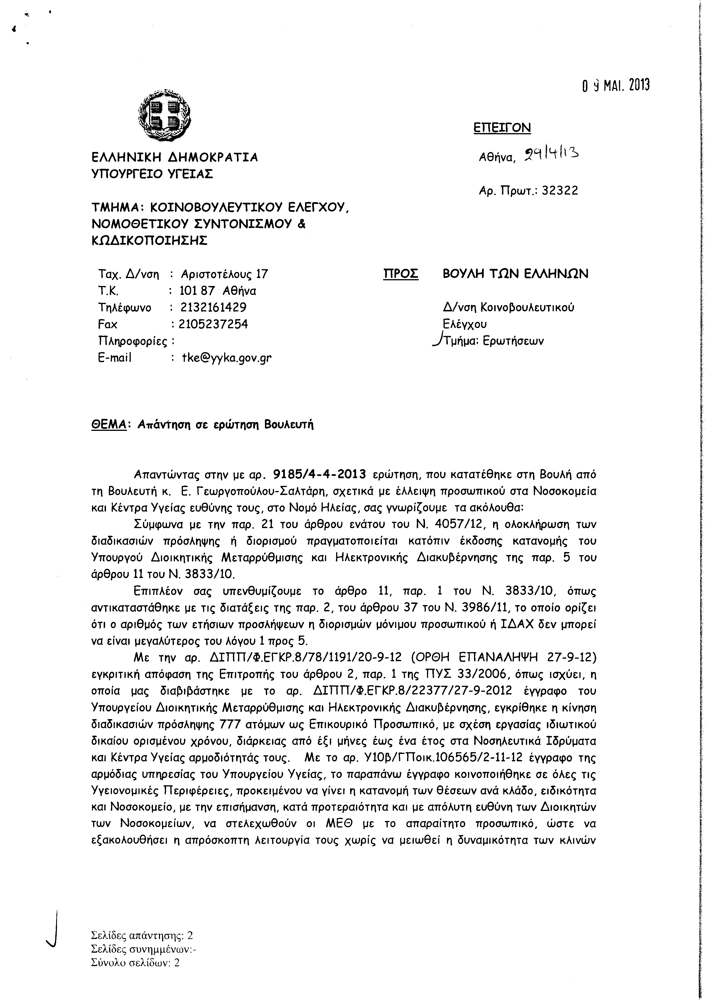 0 9 ΜΑΙ. 2013
ΕΠΕΙΓΟΝ
ΕΛΛΗΝΙΚΗ ΔΗΜΟΚΡΑΤΙΑ
ΥΠΟΥΡΓΕΙΟ ΥΓΕΙΑΣ
Αθήνα, 29/4/13
Αρ. Πρωτ.: 32322
ΤΜΗΜΑ: ΚΟΙΝΟΒΟΥΛΕΥΤΙΚΟΥ ΕΛΕΓΧΟΥ,
ΝΟΜΟΘΕΤΙΚΟΥ ΣΥΝΤΟΝΙΣΜΟΥ &
ΚΩΔΙΚΟΠΟΙΗΣΗΣ
Ταχ. Δ/νση : Αριστοτέλους 17
Τ.Κ. : 101 87 Αθήνα
Τηλέφωνο : 2132161429
Fax : 2105237254
Πληροφορίες :
E-mail : tke@yyka.gov.gr
ΠΡΟΣ ΒΟΥΛΗ ΤΩΝ ΕΛΛΗΝΩΝ
Δ/νση Κοινοβουλευτικού
Ελέγχου
Τμήμα: Ερωτήσεων
ΘΕΜΑ: Απάντηση σε ερώτηση Βουλευτή
Απαντώντας στην με αρ. 9185/4-4-2013 ερώτηση, που κατατέθηκε στη Βουλή από
τη Βουλευτή κ. Ε. Γεωργοπούλου-Σαλτάρη, σχετικά με έλλειψη προσωπικού στα Νοσοκομεία
και Κέντρα Υγείας ευθύνης τους, στο Νομό Ηλείας, σας γνωρίζουμε τα ακόλουθα:
Σύμφωνα με την παρ. 21 του άρθρου ενάτου του Ν. 4057/12, η ολοκλήρωση των
διαδικασιών πρόσληψης ή διορισμού πραγματοποιείται κατόπιν έκδοσης κατανομής του
Υπουργού Διοικητικής Μεταρρύθμισης και Ηλεκτρονικής Διακυβέρνησης της παρ. 5 του
άρθρου 11 του Ν. 3833/10.
Επιπλέον σας υπενθυμίζουμε το άρθρο 11, παρ. 1 του Ν. 3833/10, όπως
αντικαταστάθηκε με τις διατάξεις της παρ. 2, του άρθρου 37 του Ν. 3986/11, το οποίο ορίζει
ότι ο αριθμός των ετήσιων προσλήψεων η διορισμών μόνιμου προσωπικού ή ΙΔΑΧ δεν μπορεί
να είναι μεγαλύτερος του λόγου 1 προς 5.
Με την αρ. ΔΙΠΠ/Φ.ΕΓΚΡ.8/78/1191/20-9-12 (ΟΡΘΗ ΕΠΑΝΑΛΗΨΗ 27-9-12)
εγκριτική απόφαση της Επιτροπής του άρθρου 2, παρ. 1 της ΠΥΣ 33/2006, όπως ισχύει, η
οποία μας διαβιβάστηκε με το αρ. ΔΙΠΠ/Φ.ΕΓΚΡ.8/22377/27-9-2012 έγγραφο του
Υπουργείου Διοικητικής Μεταρρύθμισης και Ηλεκτρονικής Διακυβέρνησης, εγκρίθηκε η κίνηση
διαδικασιών πρόσληψης 777 ατόμων ως Επικουρικό Προσωπικό, με σχέση εργασίας ιδιωτικού
δικαίου ορισμένου χρόνου, διάρκειας από έξι μήνες έως ένα έτος στα Νοσηλευτικά Ιδρύματα
και Κέντρα Υγείας αρμοδιότητάς τους. Με το αρ. Υ10β/ΓΠοικ.106565/2-11-12 έγγραφο της
αρμόδιας υπηρεσίας του Υπουργείου Υγείας, το παραπάνω έγγραφο κοινοποιήθηκε σε όλες τις
Υγειονομικές Περιφέρειες, προκειμένου να γίνει η κατανομή των θέσεων ανά κλάδο, ειδικότητα
και Νοσοκομείο, με την επισήμανση, κατά προτεραιότητα και με απόλυτη ευθύνη των Διοικητών
των Νοσοκομείων, να στελεχωθούν οι ΜΕΘ με το απαραίτητο προσωπικό, ώστε να
εξακολουθήσει η απρόσκοπτη λειτουργία τους χωρίς να μειωθεί η δυναμικότητα των κλινών
Σελίδες απάντησης: 2
Σελίδες συνημμένων:-
Σύνολο σελίδων: 2